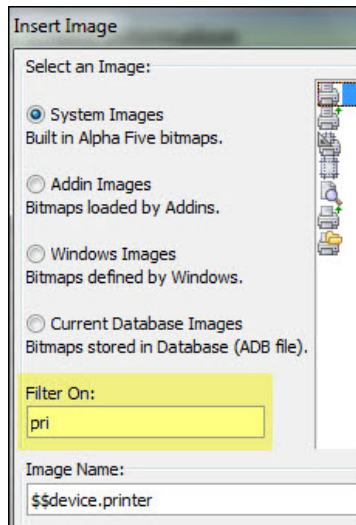 Insert Image
Select an Image:
System Images
Built in Alpha Five bitmaps.
Addin Images
Bitmaps loaded by Addins.
Windows Images
Bitmaps defined by Windows.
Current Database Images
Bitmaps stored in Database (ADB file).
Filter On:
pri
Image Name:
$$device.printer